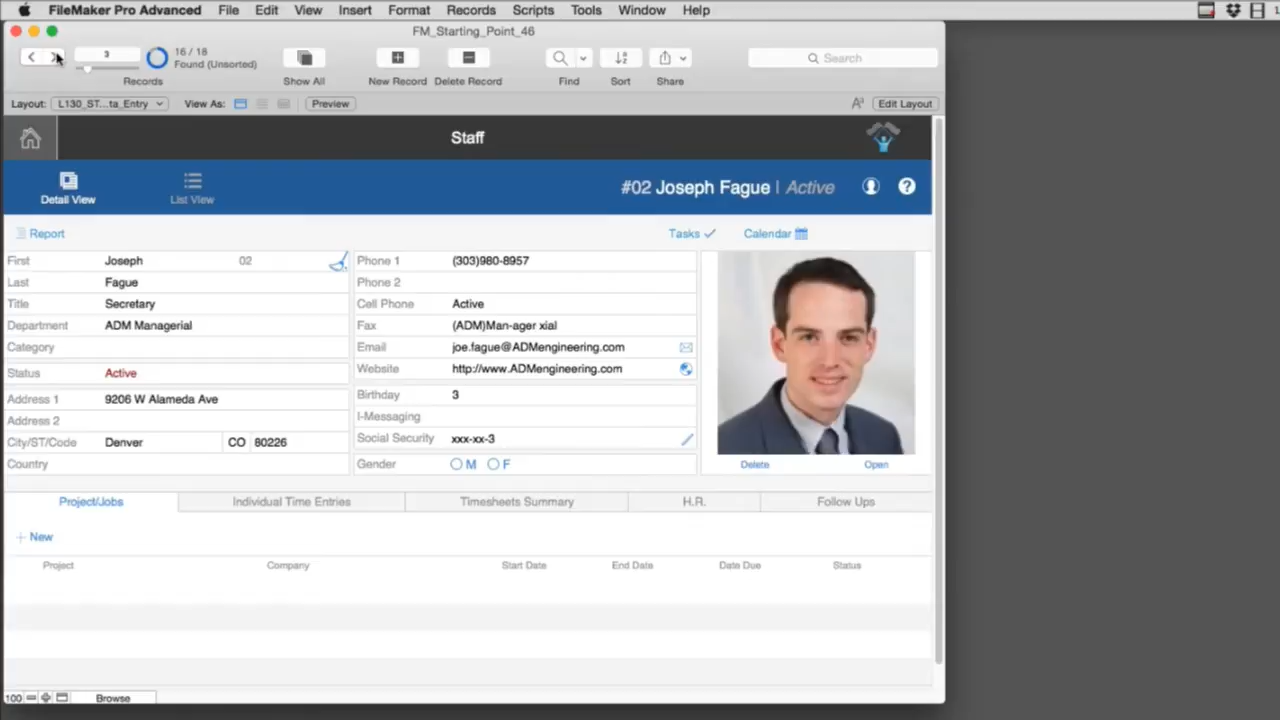 FileMaker Pro Advanced File Edit View Insert Format Records Scripts Tools Window Help
FM_Starting_Point_46
3
16 / 18
Found (Unsorted)
Records Show All New Record Delete Record Find Sort Share
Search
Layout: L130_ST...ta_Entry View As: Preview Aª Edit Layout
Staff
Detail View List View #02 Joseph Fague | Active ?
Report Tasks Calendar
First Joseph 02
Last Fague
Title Secretary
Department ADM Managerial
Category
Status Active
Address 1 9206 W Alameda Ave
Address 2
City/ST/Code Denver CO 80226
Country
Phone 1 (303)980-8957
Phone 2
Cell Phone Active
Fax (ADM)Man-ager xial
Email joe.fague@ADMengineering.com
Website http://www.ADMengineering.com
Birthday 3
I-Messaging
Social Security xxx-xx-3
Gender M F
Delete Open
Project/Jobs Individual Time Entries Timesheets Summary H.R. Follow Ups
+ New
Project Company Start Date End Date Date Due Status
100 Browse